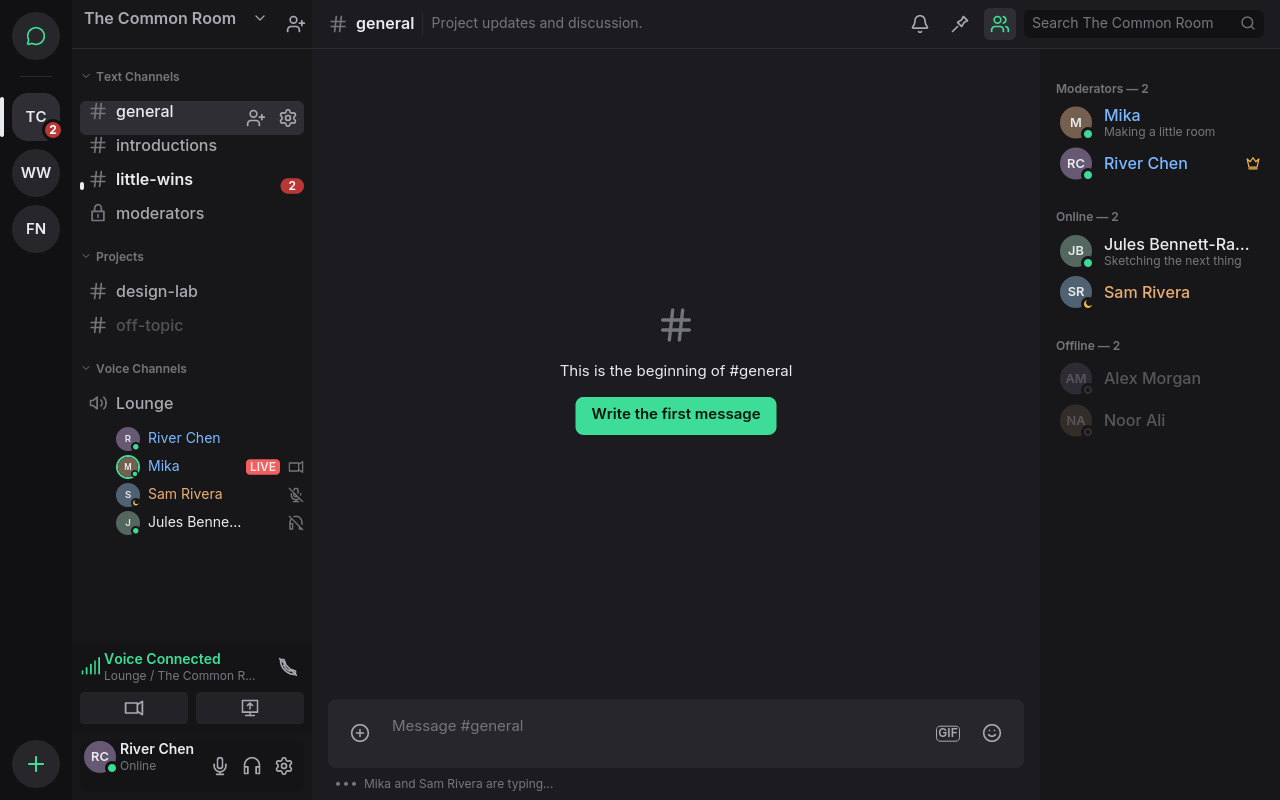 TC
2
WW
FN
The Common Room
Text Channels
general
introductions
little-wins
2
moderators
Projects
design-lab
off-topic
Voice Channels
Lounge
R
River Chen
M
Mika
LIVE
S
Sam Rivera
J
Jules Benne...
Voice Connected
Lounge / The Common R...
RC
River Chen
Online
general
Project updates and discussion.
Search The Common Room
This is the beginning of #general
Write the first message
Message #general
GIF
Mika and Sam Rivera are typing...
Moderators — 2
M
Mika
Making a little room
RC
River Chen
Online — 2
JB
Jules Bennett-Ra...
Sketching the next thing
SR
Sam Rivera
Offline — 2
AM
Alex Morgan
NA
Noor Ali